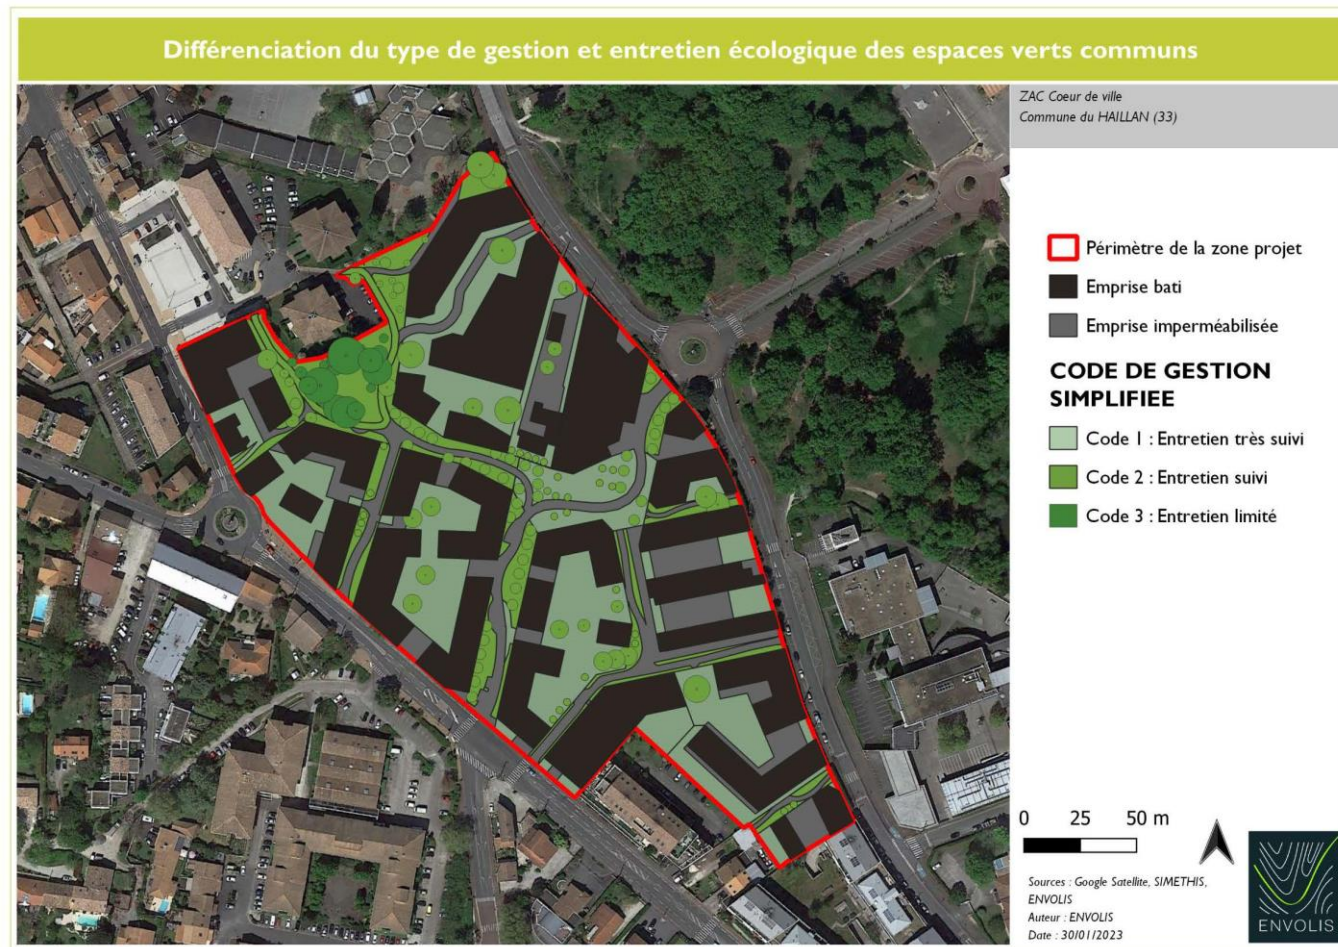 Différenciation du type de gestion et entretien écologique des espaces verts communs
ZAC Coeur de ville
Commune du HAILLAN (33)
Périmètre de la zone projet
Emprise bati
Emprise imperméabilisée
CODE DE GESTION
SIMPLIFIEE
Code 1 : Entretien très suivi
Code 2 : Entretien suivi
Code 3 : Entretien limité
0 25 50 m
Sources : Google Satellite, SIMETHIS,
ENVOLIS
Auteur : ENVOLIS
Date : 30/01/2023
ENVOLIS